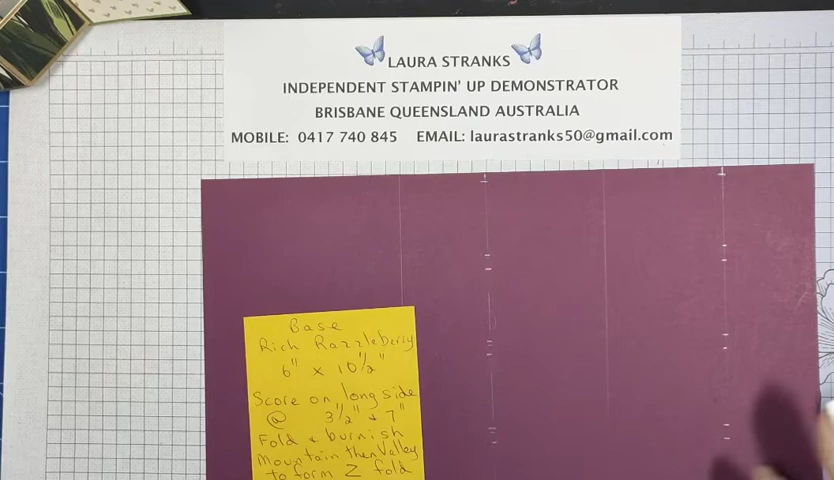 LAURA STRANKS
INDEPENDENT STAMPIN' UP DEMONSTRATOR
BRISBANE QUEENSLAND AUSTRALIA
MOBILE: 0417 740 845 EMAIL: laurastranks50@gmail.com
Base
Rich Razzleberry
6" x 10½"
Score on long side
@ 3½" + 7"
Fold & burnish
Mountain then Valley
to form Z fold